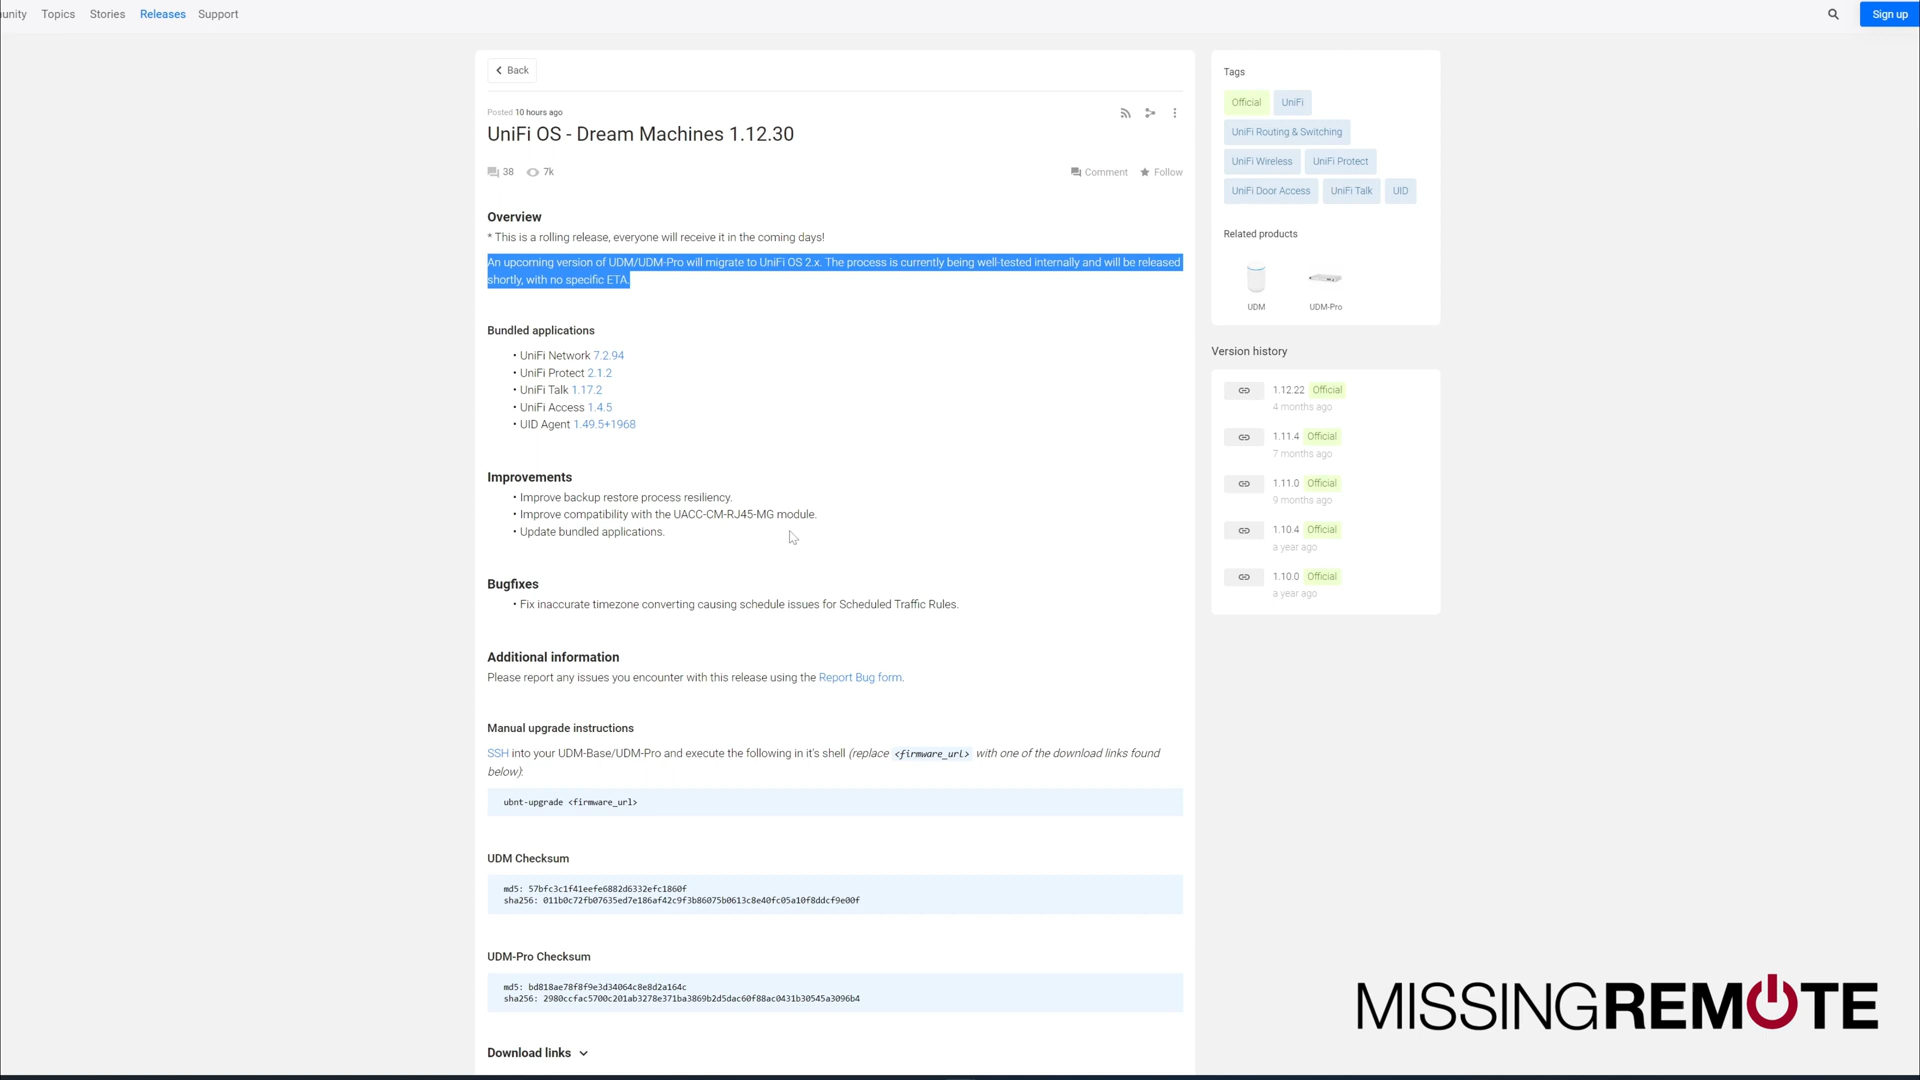 unity Topics Stories Releases Support Sign up
Back
Posted 10 hours ago
UniFi OS - Dream Machines 1.12.30
38 7k Comment Follow
Overview
* This is a rolling release, everyone will receive it in the coming days!
An upcoming version of UDM/UDM-Pro will migrate to UniFi OS 2.x. The process is currently being well-tested internally and will be released
shortly, with no specific ETA.
Bundled applications
• UniFi Network 7.2.94
• UniFi Protect 2.1.2
• UniFi Talk 1.17.2
• UniFi Access 1.4.5
• UID Agent 1.49.5+1968
Improvements
• Improve backup restore process resiliency.
• Improve compatibility with the UACC-CM-RJ45-MG module.
• Update bundled applications.
Bugfixes
• Fix inaccurate timezone converting causing schedule issues for Scheduled Traffic Rules.
Additional information
Please report any issues you encounter with this release using the Report Bug form.
Manual upgrade instructions
SSH into your UDM-Base/UDM-Pro and execute the following in it's shell (replace <firmware_url> with one of the download links found
below):
ubnt-upgrade <firmware_url>
UDM Checksum
md5: 57bfc3c1f41eefe6882d6332efc1860f
sha256: 011b0c72fb07635ed7e186af42c9f3b86075b0613c8e40fc05a10f8ddcf9e00f
UDM-Pro Checksum
md5: bd818ae78f8f9e3d34064c8e8d2a164c
sha256: 2980ccfac5700c201ab3278e371ba3869b2d5dac60f88ac0431b30545a3096b4
Download links
Tags
Official UniFi
UniFi Routing & Switching
UniFi Wireless UniFi Protect
UniFi Door Access UniFi Talk UID
Related products
UDM UDM-Pro
Version history
1.12.22 Official
4 months ago
1.11.4 Official
7 months ago
1.11.0 Official
9 months ago
1.10.4 Official
a year ago
1.10.0 Official
a year ago
MISSINGREMOTE